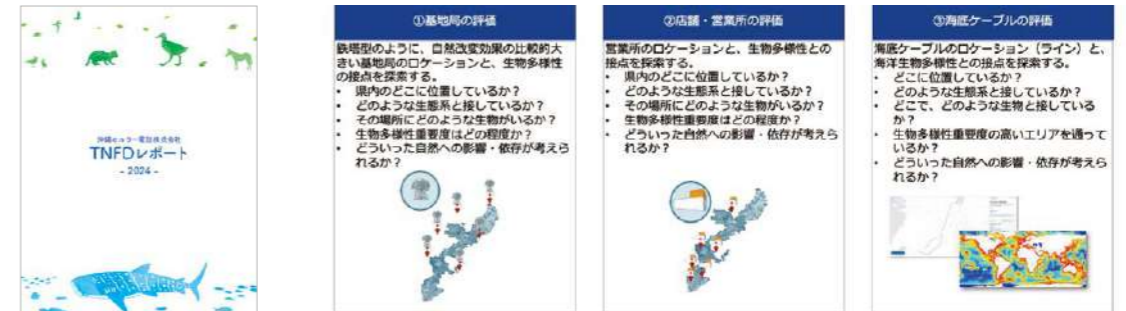 沖縄セルラー電話株式会社
TNFDレポート
- 2024 -
①基地局の評価
鉄塔型のように、自然改変効果の比較的大
きい基地局のロケーションと、生物多様性
の接点を探索する。
• 県内のどこに位置しているか？
• どのような生態系と接しているか？
• その場所にどのような生物がいるか？
• 生物多様性重要度はどの程度か？
• どういった自然への影響・依存が考えら
れるか？
②店舗・営業所の評価
営業所のロケーションと、生物多様性との
接点を探索する。
• 県内のどこに位置しているか？
• どのような生態系と接しているか？
• その場所にどのような生物がいるか？
• 生物多様性重要度はどの程度か？
• どういった自然への影響・依存が考えら
れるか？
③海底ケーブルの評価
海底ケーブルのロケーション（ライン）と、
海洋生物多様性との接点を探索する。
• どこに位置しているか？
• どのような生態系と接しているか？
• どこで、どのような生物と接している
か？
• 生物多様性重要度の高いエリアを通って
いるか？
• どういった自然への影響・依存が考えら
れるか？